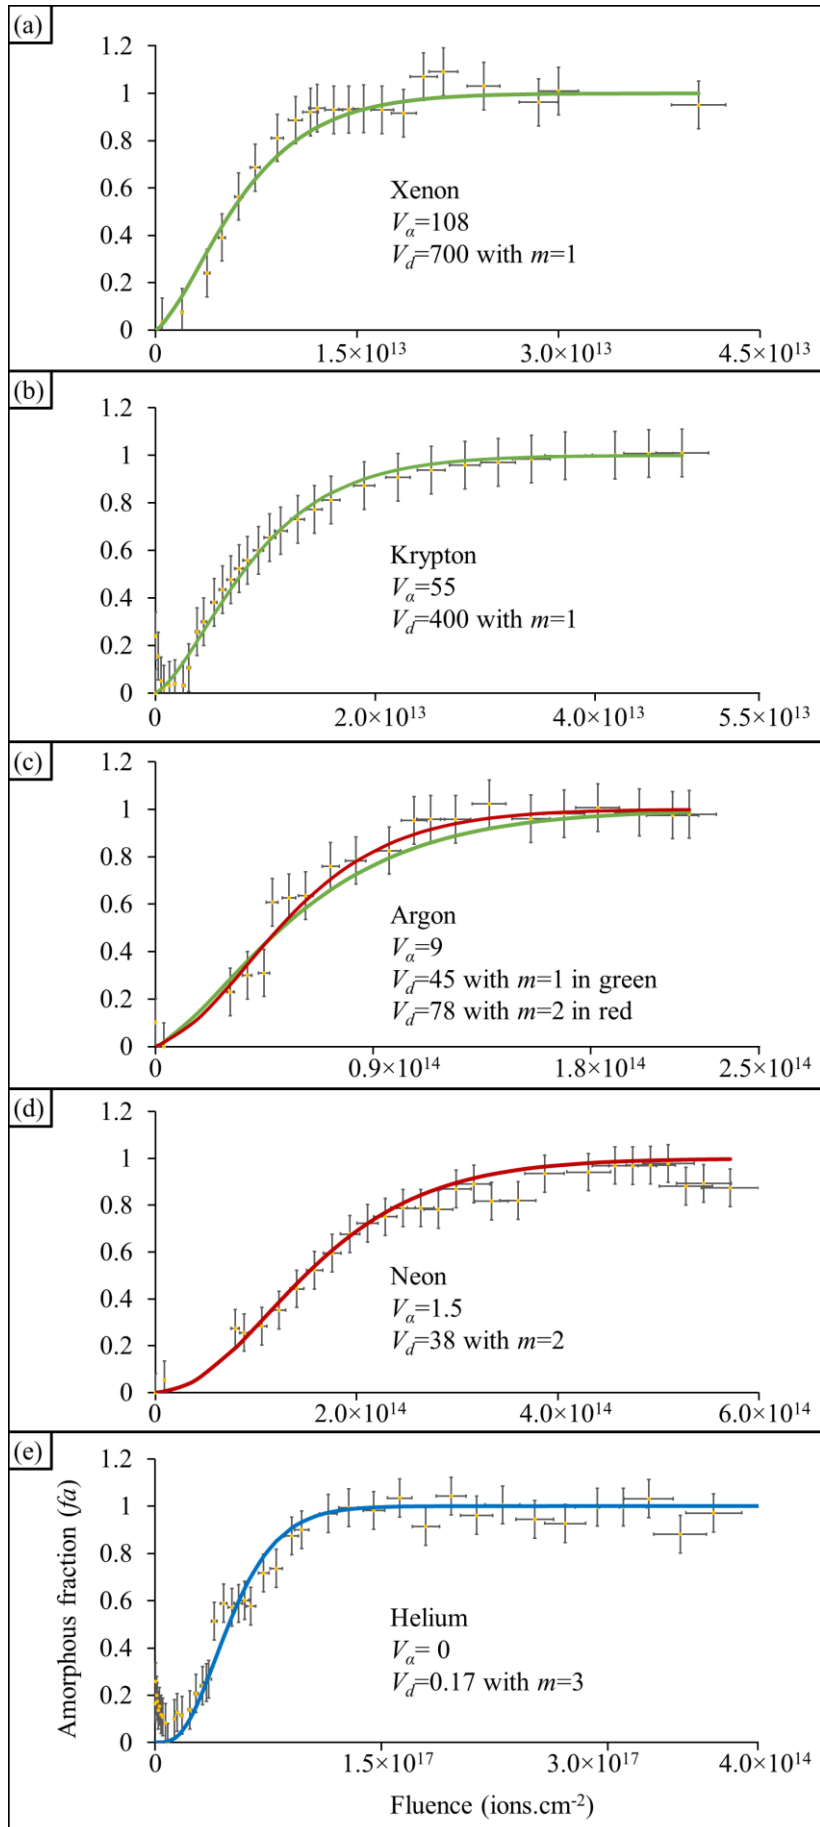 (a)
1.2
1
0.8
0.6
0.4
0.2
0
Xenon
Vα=108
Vd=700 with m=1
0 1.5×10¹³ 3.0×10¹³ 4.5×10¹³
(b)
1.2
1
0.8
0.6
0.4
0.2
0
Krypton
Vα=55
Vd=400 with m=1
0 2.0×10¹³ 4.0×10¹³ 5.5×10¹³
(c)
1.2
1
0.8
0.6
0.4
0.2
0
Argon
Vα=9
Vd=45 with m=1 in green
Vd=78 with m=2 in red
0 0.9×10¹⁴ 1.8×10¹⁴ 2.5×10¹⁴
(d)
1.2
1
0.8
0.6
0.4
0.2
0
Neon
Vα=1.5
Vd=38 with m=2
0 2.0×10¹⁴ 4.0×10¹⁴ 6.0×10¹⁴
(e)
Amorphous fraction (fa)
1.2
1
0.8
0.6
0.4
0.2
0
Helium
Vα= 0
Vd=0.17 with m=3
0 1.5×10¹⁷ 3.0×10¹⁷ 4.0×10¹⁴
Fluence (ions.cm⁻²)